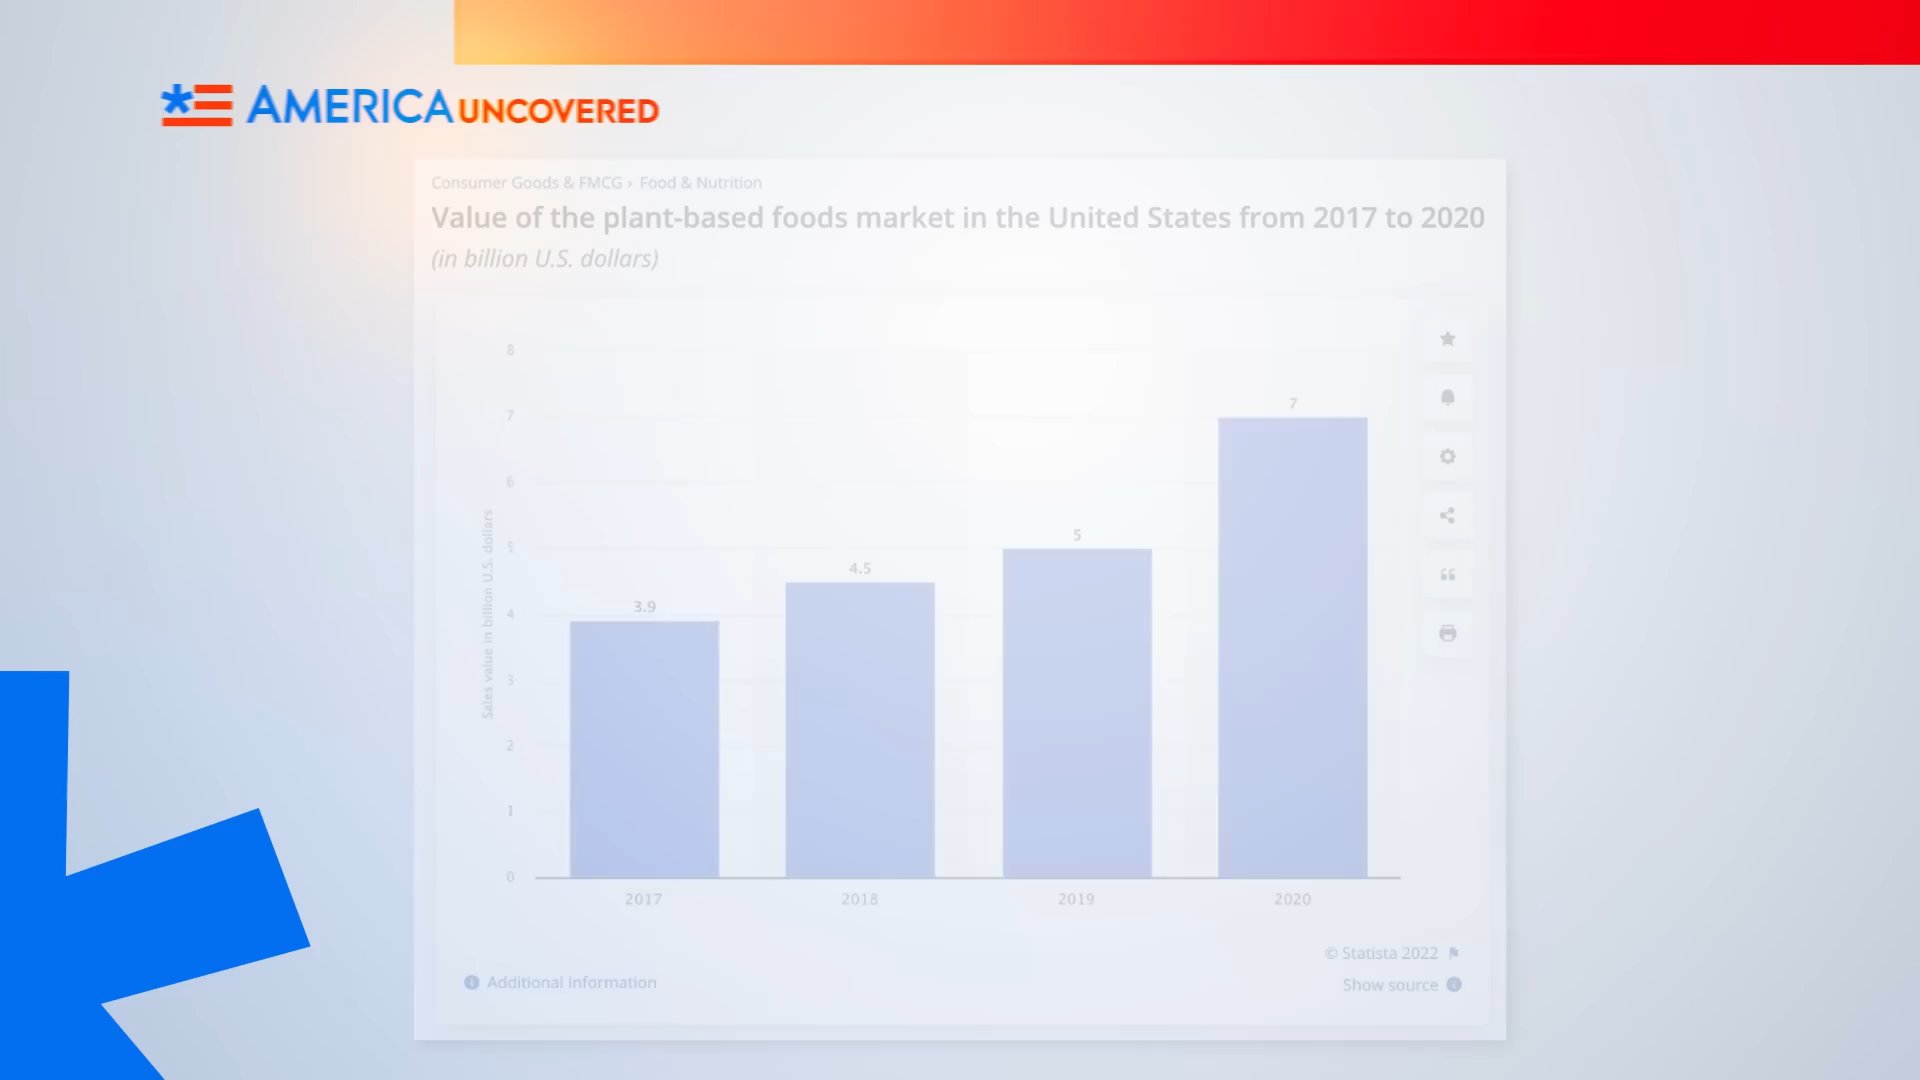 AMERICA UNCOVERED
Consumer Goods & FMCG › Food & Nutrition
Value of the plant-based foods market in the United States from 2017 to 2020
(in billion U.S. dollars)
Sales value in billion U.S. dollars
8
7
6
5
4
3
2
1
0
3.9
4.5
5
7
2017
2018
2019
2020
© Statista 2022
Additional Information
Show source